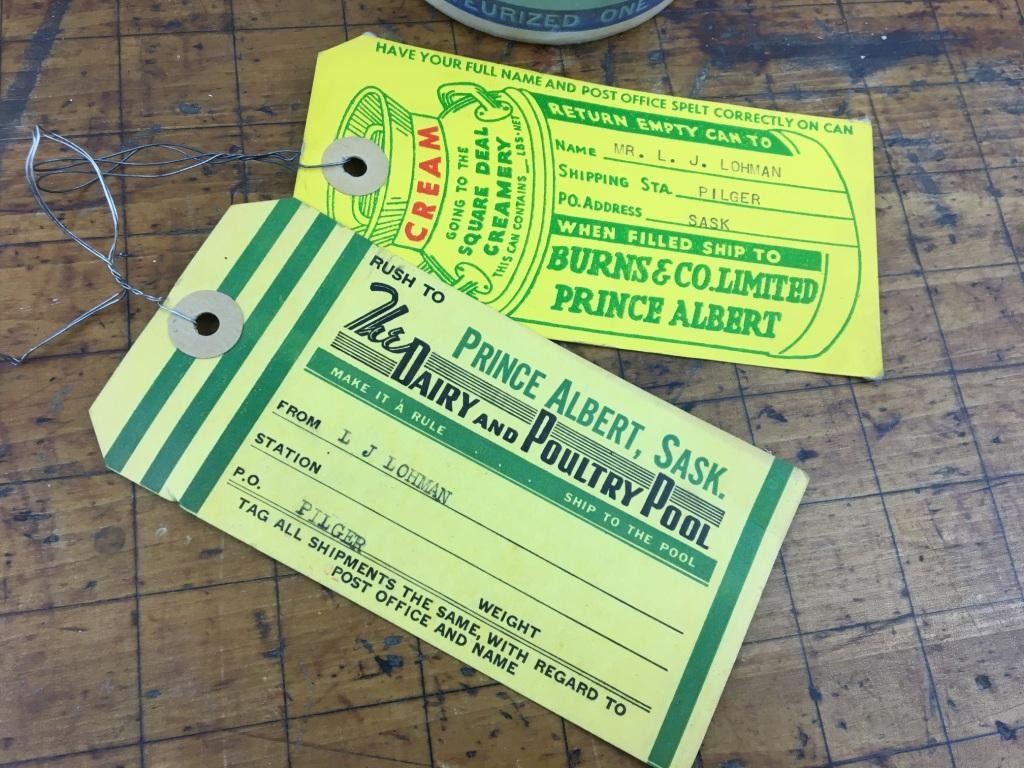 EURIZED ONE
HAVE YOUR FULL NAME AND POST OFFICE SPELT CORRECTLY ON CAN
CREAM
GOING TO THE
SQUARE DEAL
CREAMERY
THIS CAN CONTAINS __ LBS. NET
RETURN EMPTY CAN TO
NAME MR. L. J. LOHMAN
SHIPPING STA. PILGER
P.O. ADDRESS SASK
WHEN FILLED SHIP TO
BURNS & CO. LIMITED
PRINCE ALBERT
RUSH TO
The
PRINCE ALBERT, SASK.
DAIRY AND POULTRY POOL
MAKE IT A RULE SHIP TO THE POOL
FROM L J LOHMAN
STATION
P.O. PILGER WEIGHT
TAG ALL SHIPMENTS THE SAME, WITH REGARD TO
POST OFFICE AND NAME